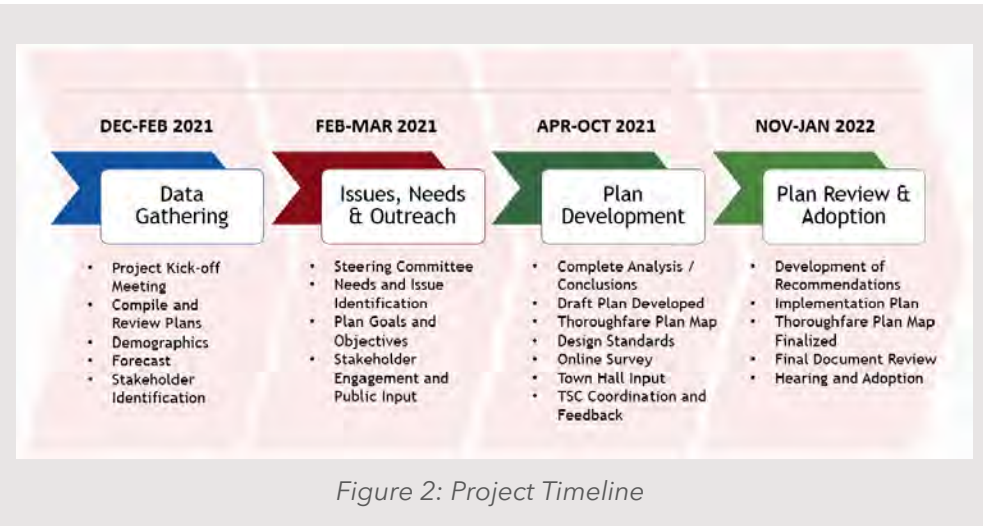 DEC-FEB 2021
Data
Gathering
• Project Kick-off
Meeting
• Compile and
Review Plans
• Demographics
• Forecast
• Stakeholder
Identification
FEB-MAR 2021
Issues, Needs
& Outreach
• Steering Committee
• Needs and Issue
Identification
• Plan Goals and
Objectives
• Stakeholder
Engagement and
Public Input
APR-OCT 2021
Plan
Development
• Complete Analysis /
Conclusions
• Draft Plan Developed
• Thoroughfare Plan Map
• Design Standards
• Online Survey
• Town Hall Input
• TSC Coordination and
Feedback
NOV-JAN 2022
Plan Review &
Adoption
• Development of
Recommendations
• Implementation Plan
• Thoroughfare Plan Map
Finalized
• Final Document Review
• Hearing and Adoption
Figure 2: Project Timeline